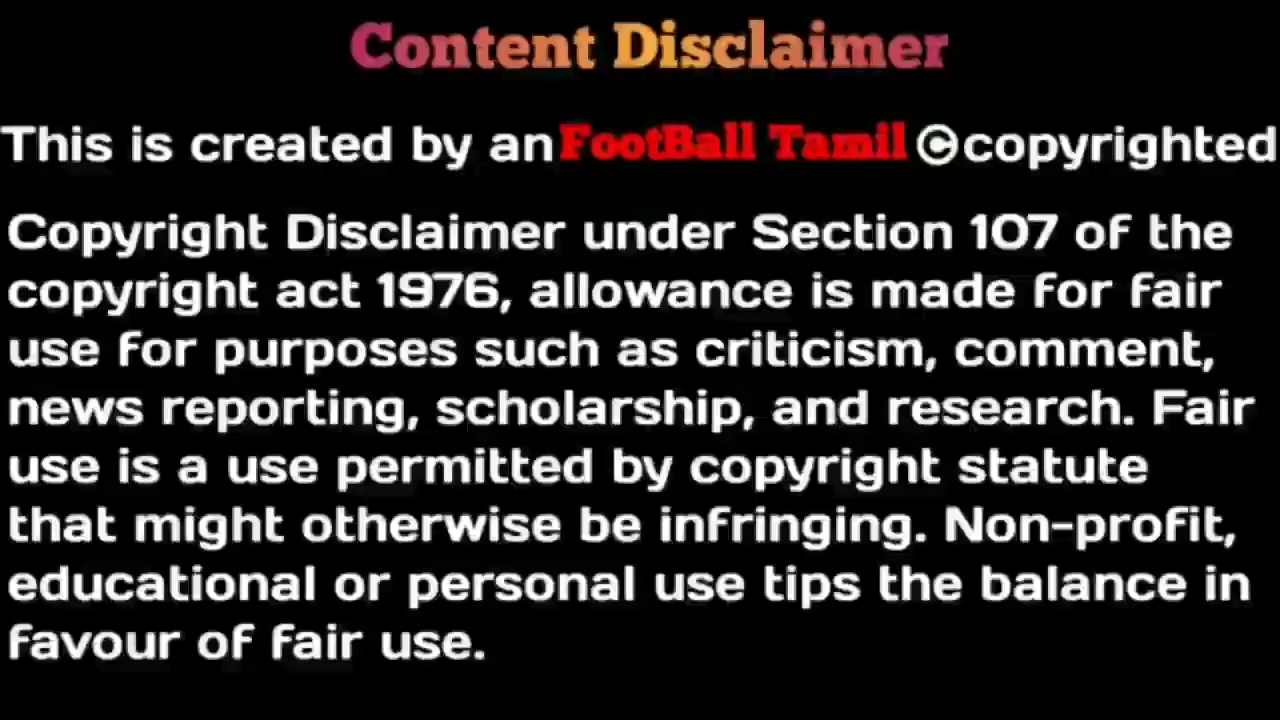 Content Disclaimer
This is created by an FootBall Tamil ©copyrighted
Copyright Disclaimer under Section 107 of the
copyright act 1976, allowance is made for fair
use for purposes such as criticism, comment,
news reporting, scholarship, and research. Fair
use is a use permitted by copyright statute
that might otherwise be infringing. Non-profit,
educational or personal use tips the balance in
favour of fair use.